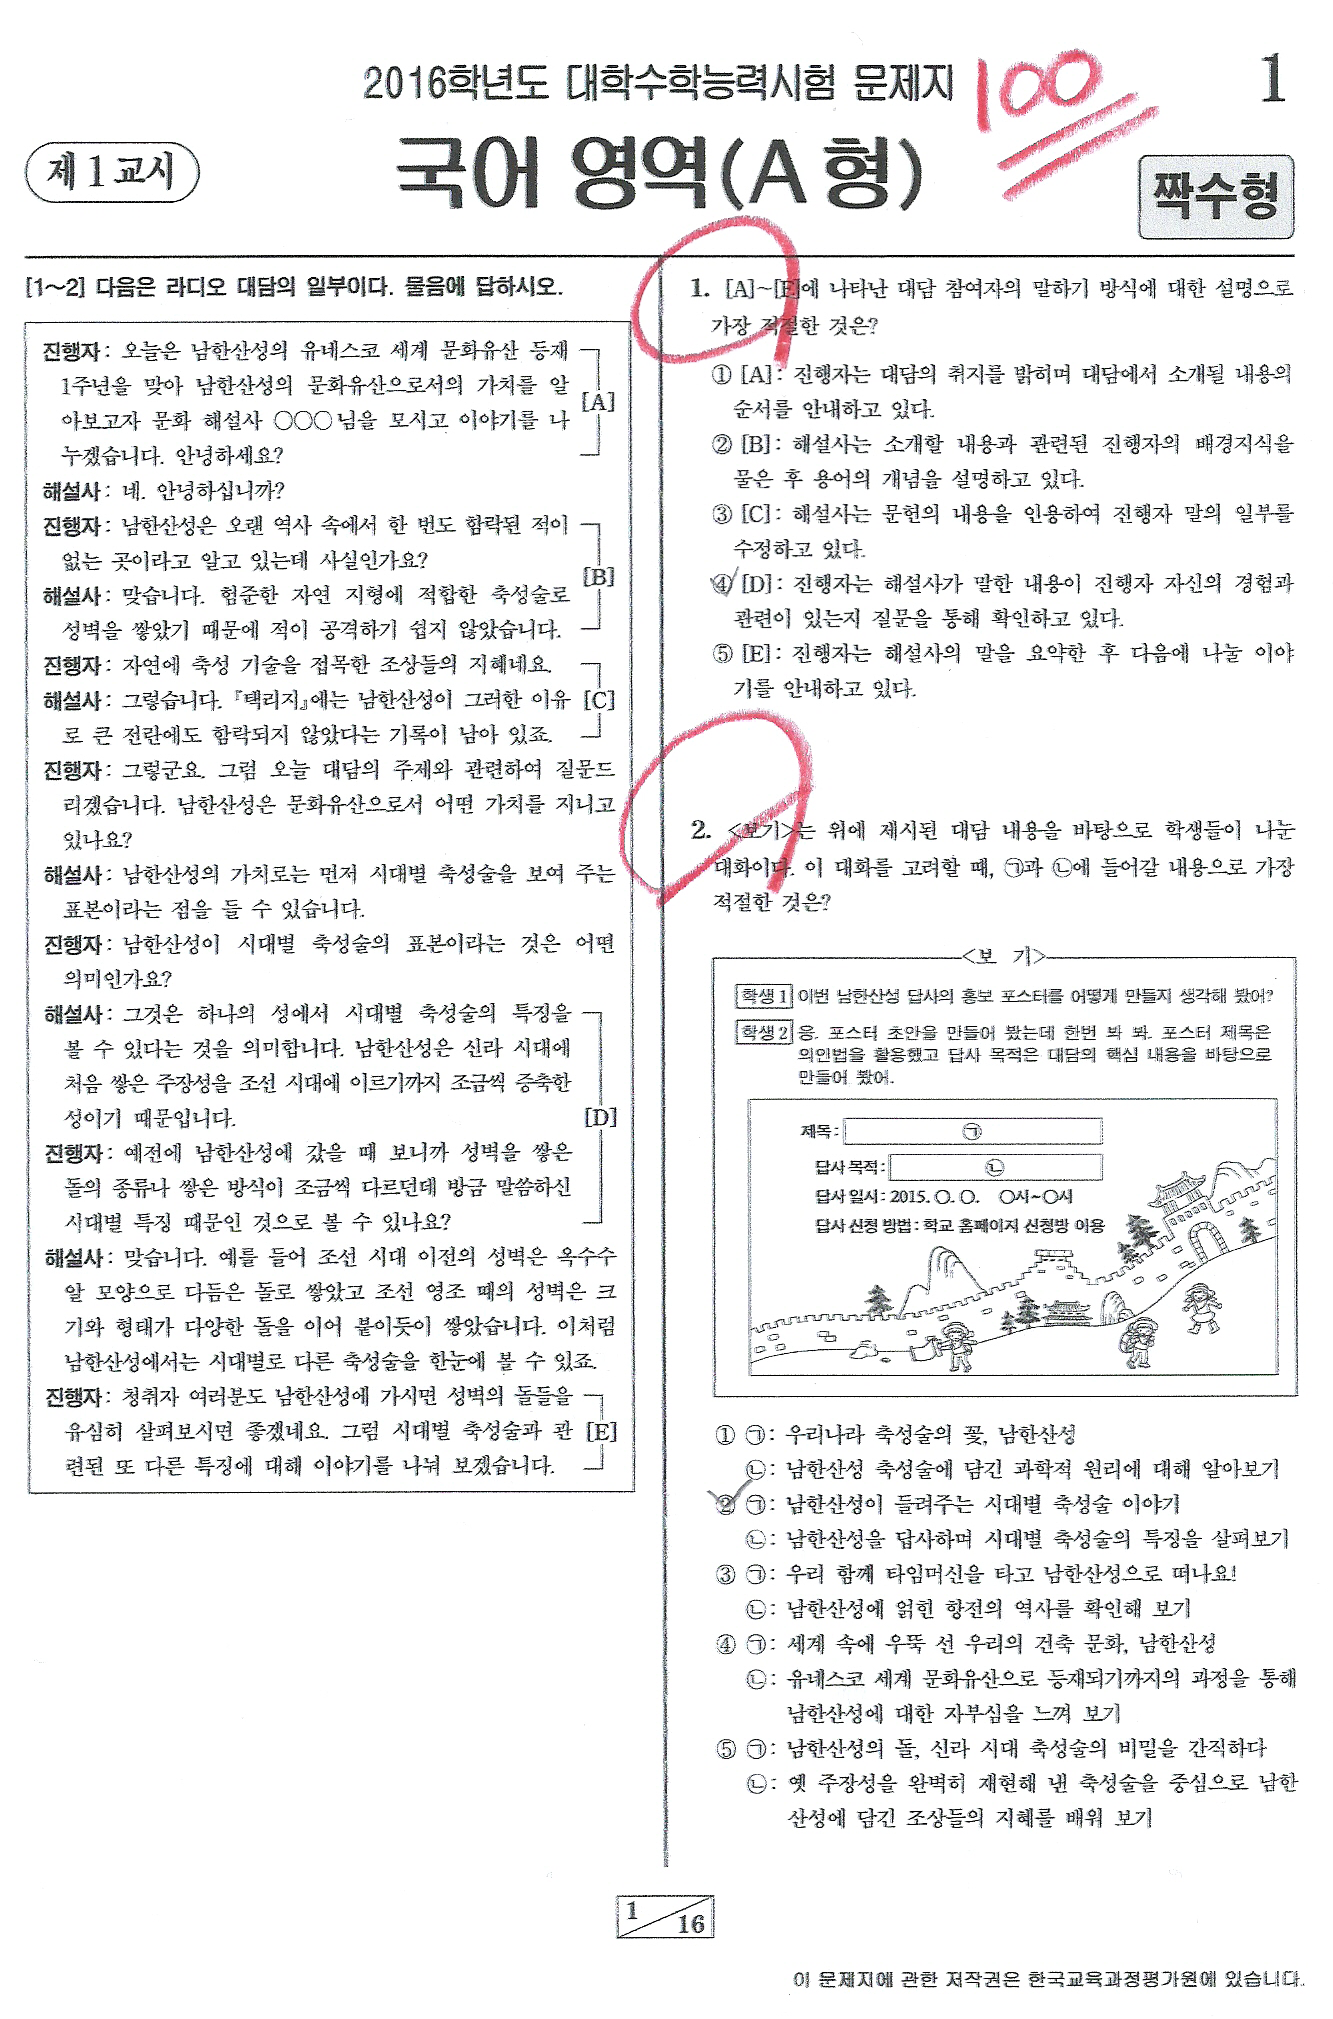 2016학년도 대학수학능력시험 문제지
100
1
제 1 교시
국어 영역(A 형)
짝수형
[1~2] 다음은 라디오 대담의 일부이다. 물음에 답하시오.
진행자: 오늘은 남한산성의 유네스코 세계 문화유산 등재
1주년을 맞아 남한산성의 문화유산으로서의 가치를 알
아보고자 문화 해설사 ○○○님을 모시고 이야기를 나
누겠습니다. 안녕하세요?
[A]
해설사: 네. 안녕하십니까?
진행자: 남한산성은 오랜 역사 속에서 한 번도 함락된 적이
없는 곳이라고 알고 있는데 사실인가요?
[B]
해설사: 맞습니다. 험준한 자연 지형에 적합한 축성술로
성벽을 쌓았기 때문에 적이 공격하기 쉽지 않았습니다.
진행자: 자연에 축성 기술을 접목한 조상들의 지혜네요.
해설사: 그렇습니다. 『택리지』에는 남한산성이 그러한 이유 [C]
로 큰 전란에도 함락되지 않았다는 기록이 남아 있죠.
진행자: 그렇군요. 그럼 오늘 대담의 주제와 관련하여 질문드
리겠습니다. 남한산성은 문화유산으로서 어떤 가치를 지니고
있나요?
해설사: 남한산성의 가치로는 먼저 시대별 축성술을 보여 주는
표본이라는 점을 들 수 있습니다.
진행자: 남한산성이 시대별 축성술의 표본이라는 것은 어떤
의미인가요?
해설사: 그것은 하나의 성에서 시대별 축성술의 특징을
볼 수 있다는 것을 의미합니다. 남한산성은 신라 시대에
처음 쌓은 주장성을 조선 시대에 이르기까지 조금씩 증축한
성이기 때문입니다.
[D]
진행자: 예전에 남한산성에 갔을 때 보니까 성벽을 쌓은
돌의 종류나 쌓은 방식이 조금씩 다르던데 방금 말씀하신
시대별 특징 때문인 것으로 볼 수 있나요?
해설사: 맞습니다. 예를 들어 조선 시대 이전의 성벽은 옥수수
알 모양으로 다듬은 돌로 쌓았고 조선 영조 때의 성벽은 크
기와 형태가 다양한 돌을 이어 붙이듯이 쌓았습니다. 이처럼
남한산성에서는 시대별로 다른 축성술을 한눈에 볼 수 있죠.
진행자: 청취자 여러분도 남한산성에 가시면 성벽의 돌들을
유심히 살펴보시면 좋겠네요. 그럼 시대별 축성술과 관 [E]
련된 또 다른 특징에 대해 이야기를 나눠 보겠습니다.
1. [A]~[E]에 나타난 대담 참여자의 말하기 방식에 대한 설명으로
가장 적절한 것은?
① [A]: 진행자는 대담의 취지를 밝히며 대담에서 소개될 내용의
순서를 안내하고 있다.
② [B]: 해설사는 소개할 내용과 관련된 진행자의 배경지식을
물은 후 용어의 개념을 설명하고 있다.
③ [C]: 해설사는 문헌의 내용을 인용하여 진행자 말의 일부를
수정하고 있다.
④ [D]: 진행자는 해설사가 말한 내용이 진행자 자신의 경험과
관련이 있는지 질문을 통해 확인하고 있다.
⑤ [E]: 진행자는 해설사의 말을 요약한 후 다음에 나눌 이야
기를 안내하고 있다.
2. <보기>는 위에 제시된 대담 내용을 바탕으로 학생들이 나눈
대화이다. 이 대화를 고려할 때, ㉠과 ㉡에 들어갈 내용으로 가장
적절한 것은?
<보 기>
학생 1 이번 남한산성 답사의 홍보 포스터를 어떻게 만들지 생각해 봤어?
학생 2 응. 포스터 초안을 만들어 봤는데 한번 봐 봐. 포스터 제목은
의인법을 활용했고 답사 목적은 대담의 핵심 내용을 바탕으로
만들어 봤어.
제목: ㉠
답사 목적: ㉡
답사 일시: 2015. ○. ○. ○시~○시
답사 신청 방법: 학교 홈페이지 신청방 이용
① ㉠: 우리나라 축성술의 꽃, 남한산성
㉡: 남한산성 축성술에 담긴 과학적 원리에 대해 알아보기
② ㉠: 남한산성이 들려주는 시대별 축성술 이야기
㉡: 남한산성을 답사하며 시대별 축성술의 특징을 살펴보기
③ ㉠: 우리 함께 타임머신을 타고 남한산성으로 떠나요!
㉡: 남한산성에 얽힌 항전의 역사를 확인해 보기
④ ㉠: 세계 속에 우뚝 선 우리의 건축 문화, 남한산성
㉡: 유네스코 세계 문화유산으로 등재되기까지의 과정을 통해
남한산성에 대한 자부심을 느껴 보기
⑤ ㉠: 남한산성의 돌, 신라 시대 축성술의 비밀을 간직하다
㉡: 옛 주장성을 완벽히 재현해 낸 축성술을 중심으로 남한
산성에 담긴 조상들의 지혜를 배워 보기
1
16
이 문제지에 관한 저작권은 한국교육과정평가원에 있습니다.